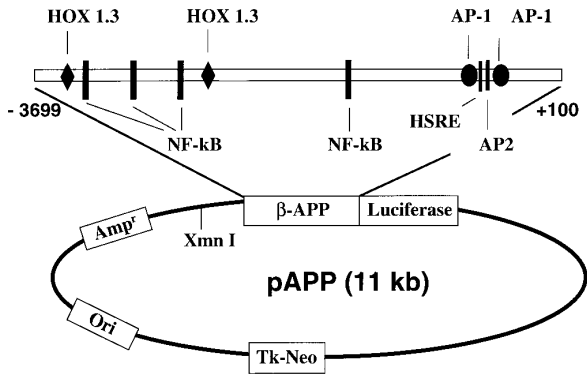 HOX 1.3 HOX 1.3 AP-1 AP-1
- 3699 +100
HSRE
NF-kB NF-kB AP2
β-APP Luciferase
Ampr
Xmn I
pAPP (11 kb)
Ori
Tk-Neo